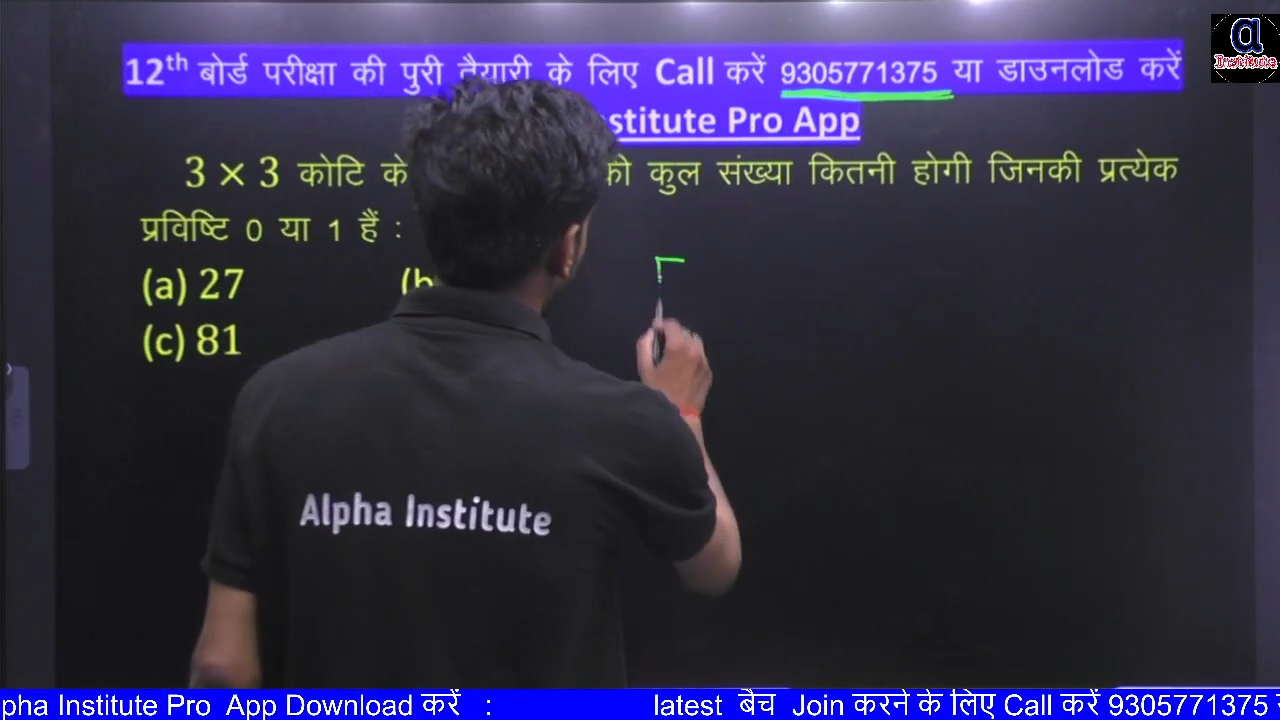 α
Institute
12th बोर्ड परीक्षा की पुरी तैयारी के लिए Call करें 9305771375 या डाउनलोड करें
stitute Pro App
3 × 3 कोटि के की कुल संख्या कितनी होगी जिनकी प्रत्येक
प्रविष्टि 0 या 1 हैं :
(a) 27 (b
(c) 81
Alpha Institute
pha Institute Pro App Download करें : latest बैच Join करने के लिए Call करें 9305771375